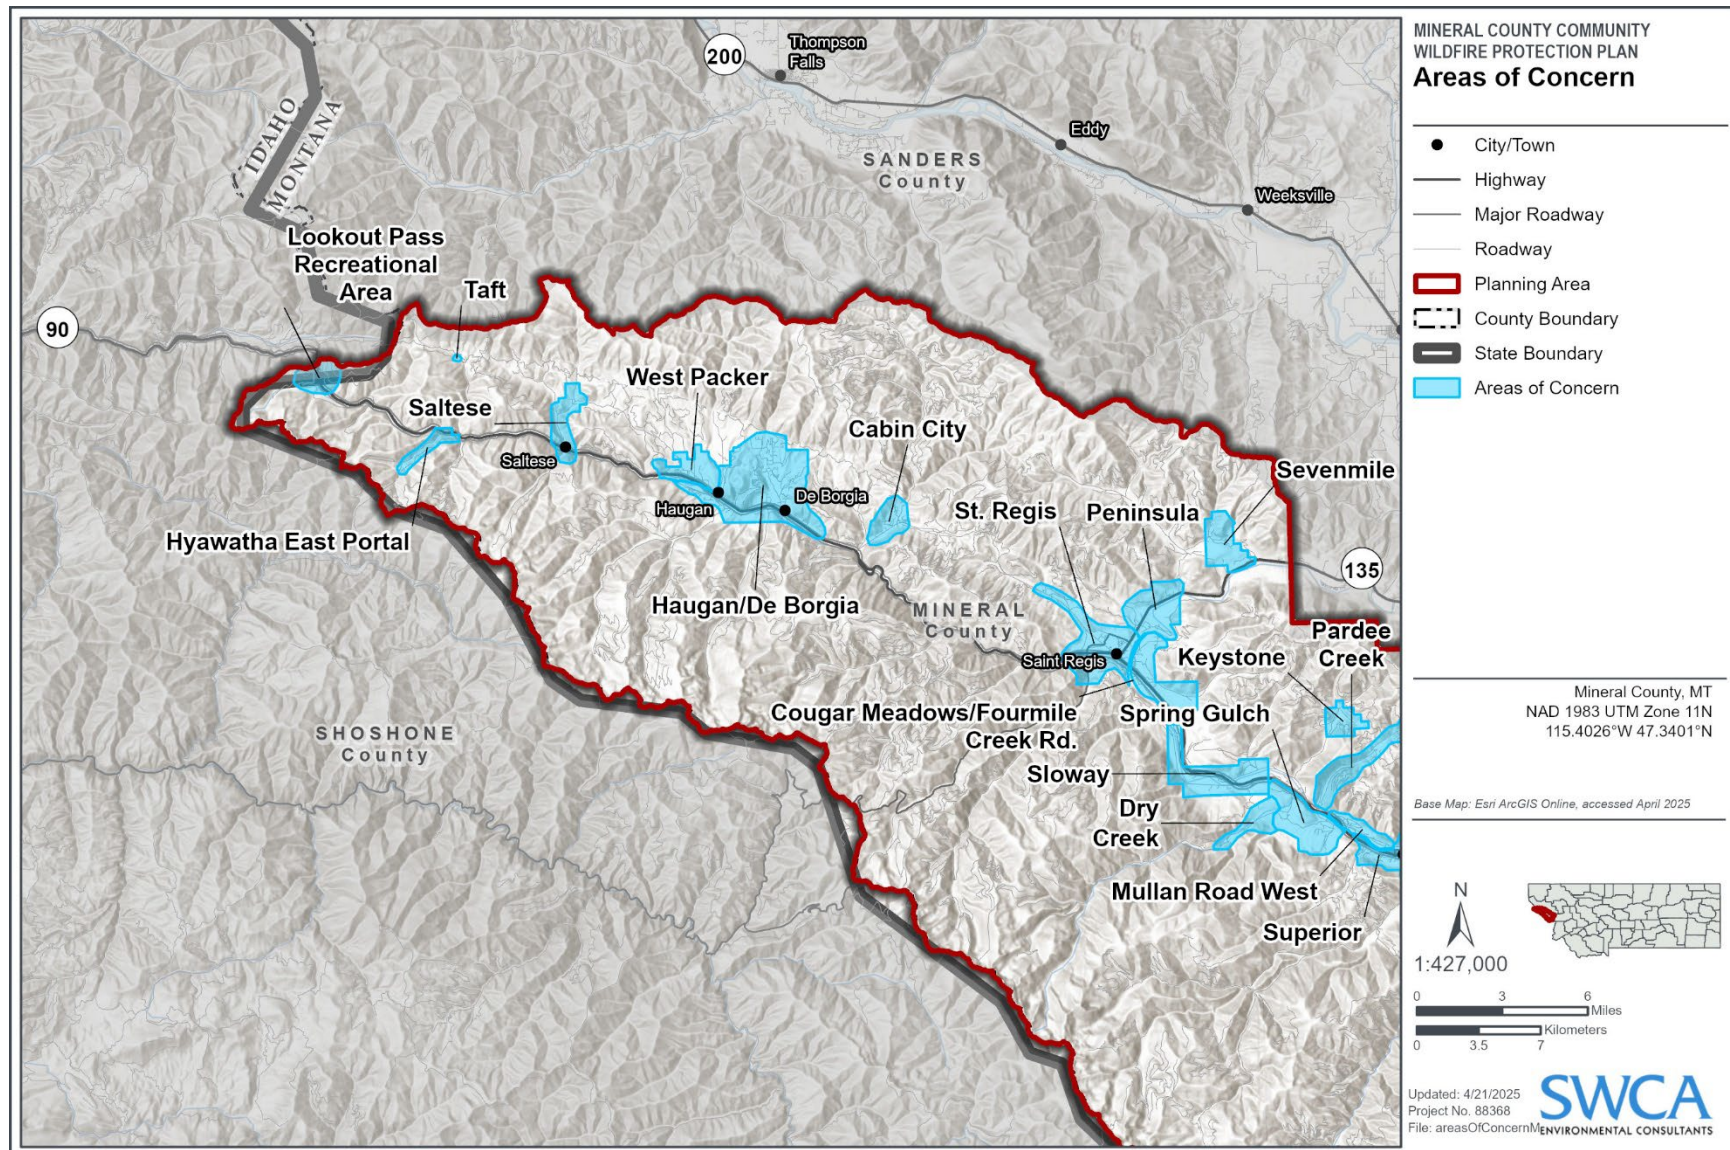 MINERAL COUNTY COMMUNITY
WILDFIRE PROTECTION PLAN
Areas of Concern
City/Town
Highway
Major Roadway
Roadway
Planning Area
County Boundary
State Boundary
Areas of Concern
Mineral County, MT
NAD 1983 UTM Zone 11N
115.4026°W 47.3401°N
Base Map: Esri ArcGIS Online, accessed April 2025
N
1:427,000
0 3 6
Miles
Kilometers
0 3.5 7
Updated: 4/21/2025
Project No. 88368
File: areasOfConcernM
SWCA
ENVIRONMENTAL CONSULTANTS
200
Thompson
Falls
Eddy
Weeksville
SANDERS
County
IDAHO
MONTANA
Lookout Pass
Recreational
Area
Taft
90
West Packer
Saltese
Saltese
Cabin City
Sevenmile
Haugan
De Borgia
St. Regis
Peninsula
Hyawatha East Portal
135
Haugan/De Borgia
MINERAL
County
Pardee
Creek
Saint Regis
Keystone
Cougar Meadows/Fourmile
Creek Rd.
Spring Gulch
SHOSHONE
County
Sloway
Dry
Creek
Mullan Road West
Superior